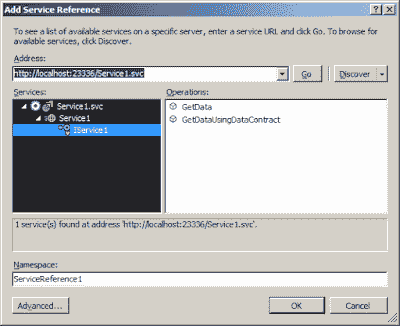 Add Service Reference
To see a list of available services on a specific server, enter a service URL and click Go. To browse for
available services, click Discover.
Address:
http://localhost:23336/Service1.svc
Go
Discover
Services:
Operations:
Service1.svc
Service1
IService1
GetData
GetDataUsingDataContract
1 service(s) found at address 'http://localhost:23336/Service1.svc'.
Namespace:
ServiceReference1
Advanced...
OK
Cancel